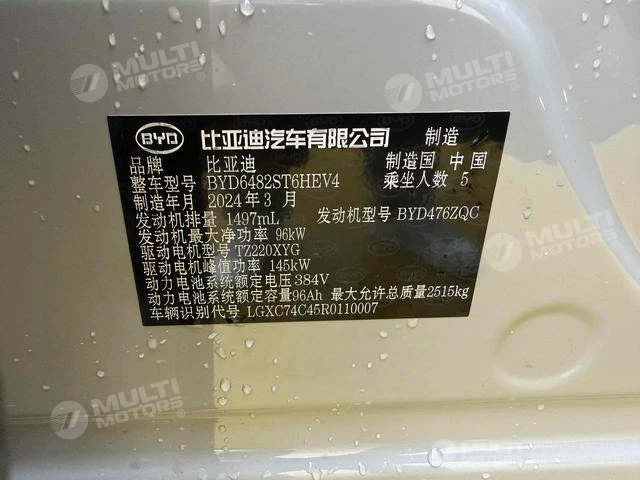 BYD 比亚迪汽车有限公司 制造
品牌 比亚迪 制造国 中国
整车型号 BYD6482ST6HEV4 乘坐人数 5
制造年月 2024年3月
发动机排量 1497mL 发动机型号 BYD476ZQC
发动机最大净功率 96kW
驱动电机型号 TZ220XYG
驱动电机峰值功率 145kW
动力电池系统额定电压 384V
动力电池系统额定容量96Ah 最大允许总质量2515kg
车辆识别代号 LGXC74C45R0110007
MULTI MOTORS®
MULTI MOTORS®
MULTI MOTORS®
MULTI MOTORS®